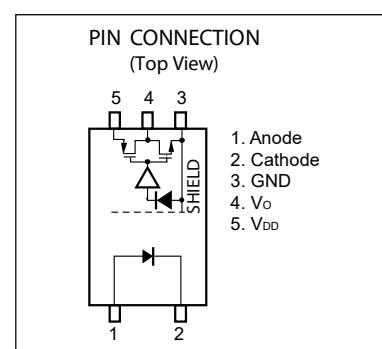 PIN CONNECTION
(Top View)
5 4 3
SHIELD
1. Anode
2. Cathode
3. GND
4. Vo
5. VDD
1 2